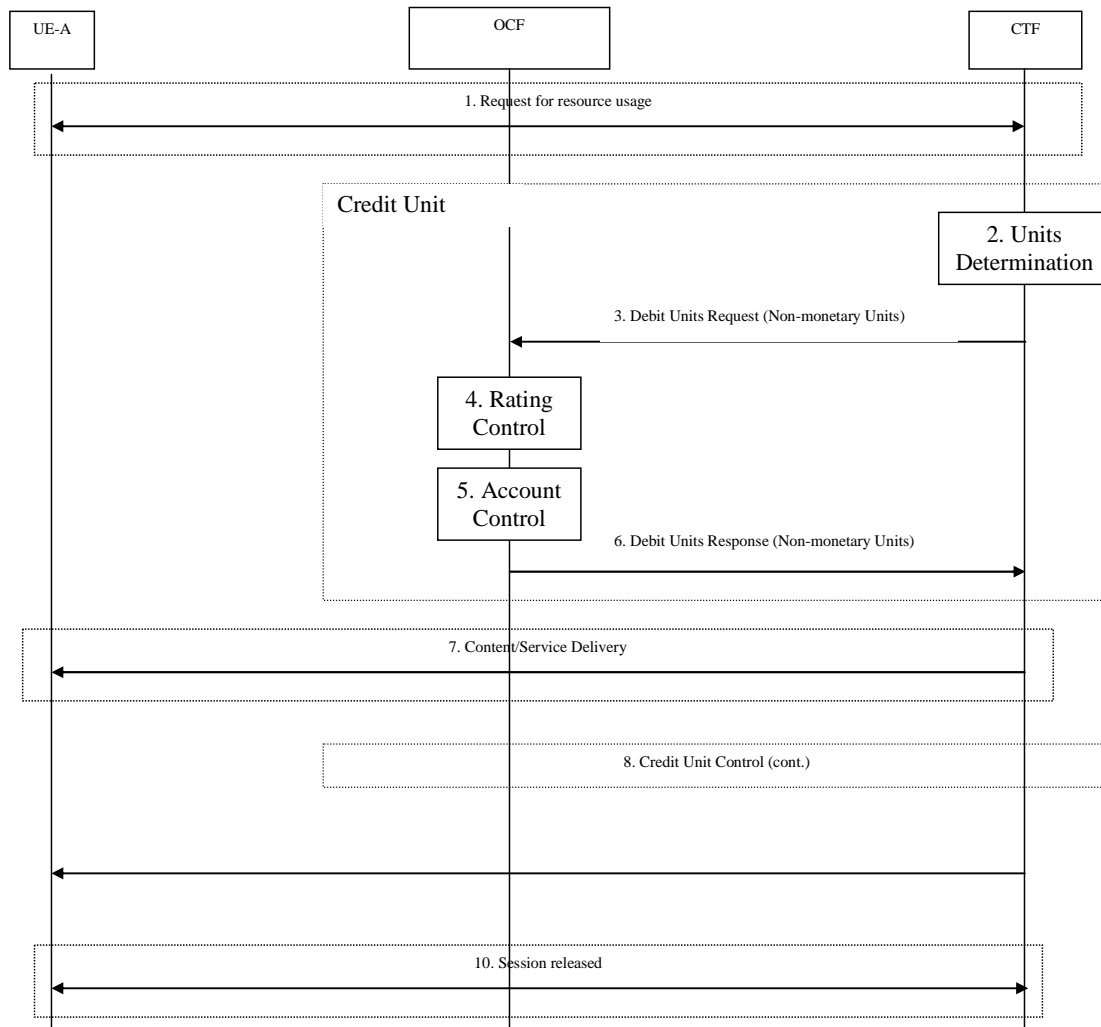 UE-A
OCF
CTF
1. Request for resource usage
Credit Unit
2. Units
Determination
3. Debit Units Request (Non-monetary Units)
4. Rating
Control
5. Account
Control
6. Debit Units Response (Non-monetary Units)
7. Content/Service Delivery
8. Credit Unit Control (cont.)
10. Session released